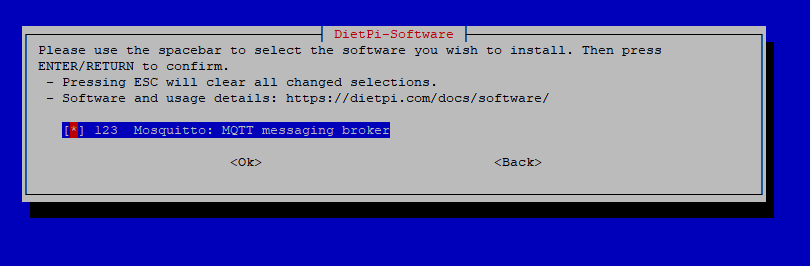 DietPi-Software
Please use the spacebar to select the software you wish to install. Then press
ENTER/RETURN to confirm.
- Pressing ESC will clear all changed selections.
- Software and usage details: https://dietpi.com/docs/software/
[*] 123  Mosquitto: MQTT messaging broker
<Ok> <Back>